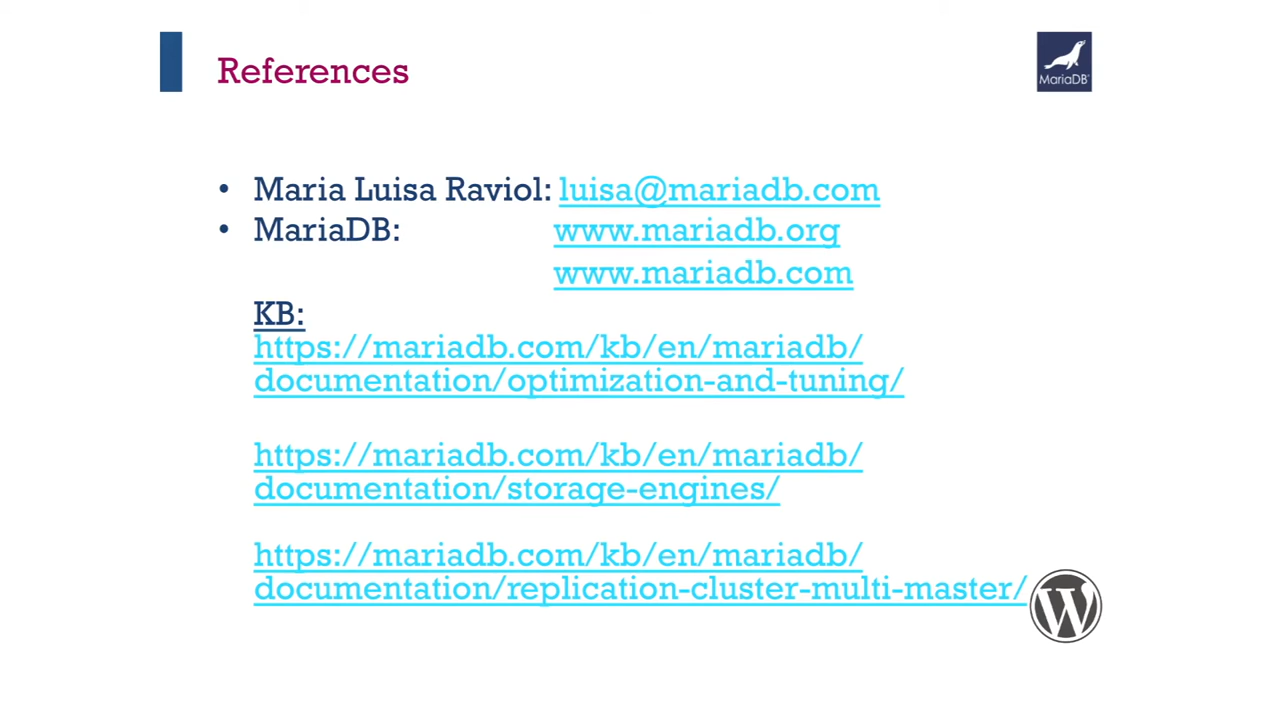 References
MariaDB®
• Maria Luisa Raviol: luisa@mariadb.com
• MariaDB: www.mariadb.org
www.mariadb.com
KB:
https://mariadb.com/kb/en/mariadb/
documentation/optimization-and-tuning/
https://mariadb.com/kb/en/mariadb/
documentation/storage-engines/
https://mariadb.com/kb/en/mariadb/
documentation/replication-cluster-multi-master/
W